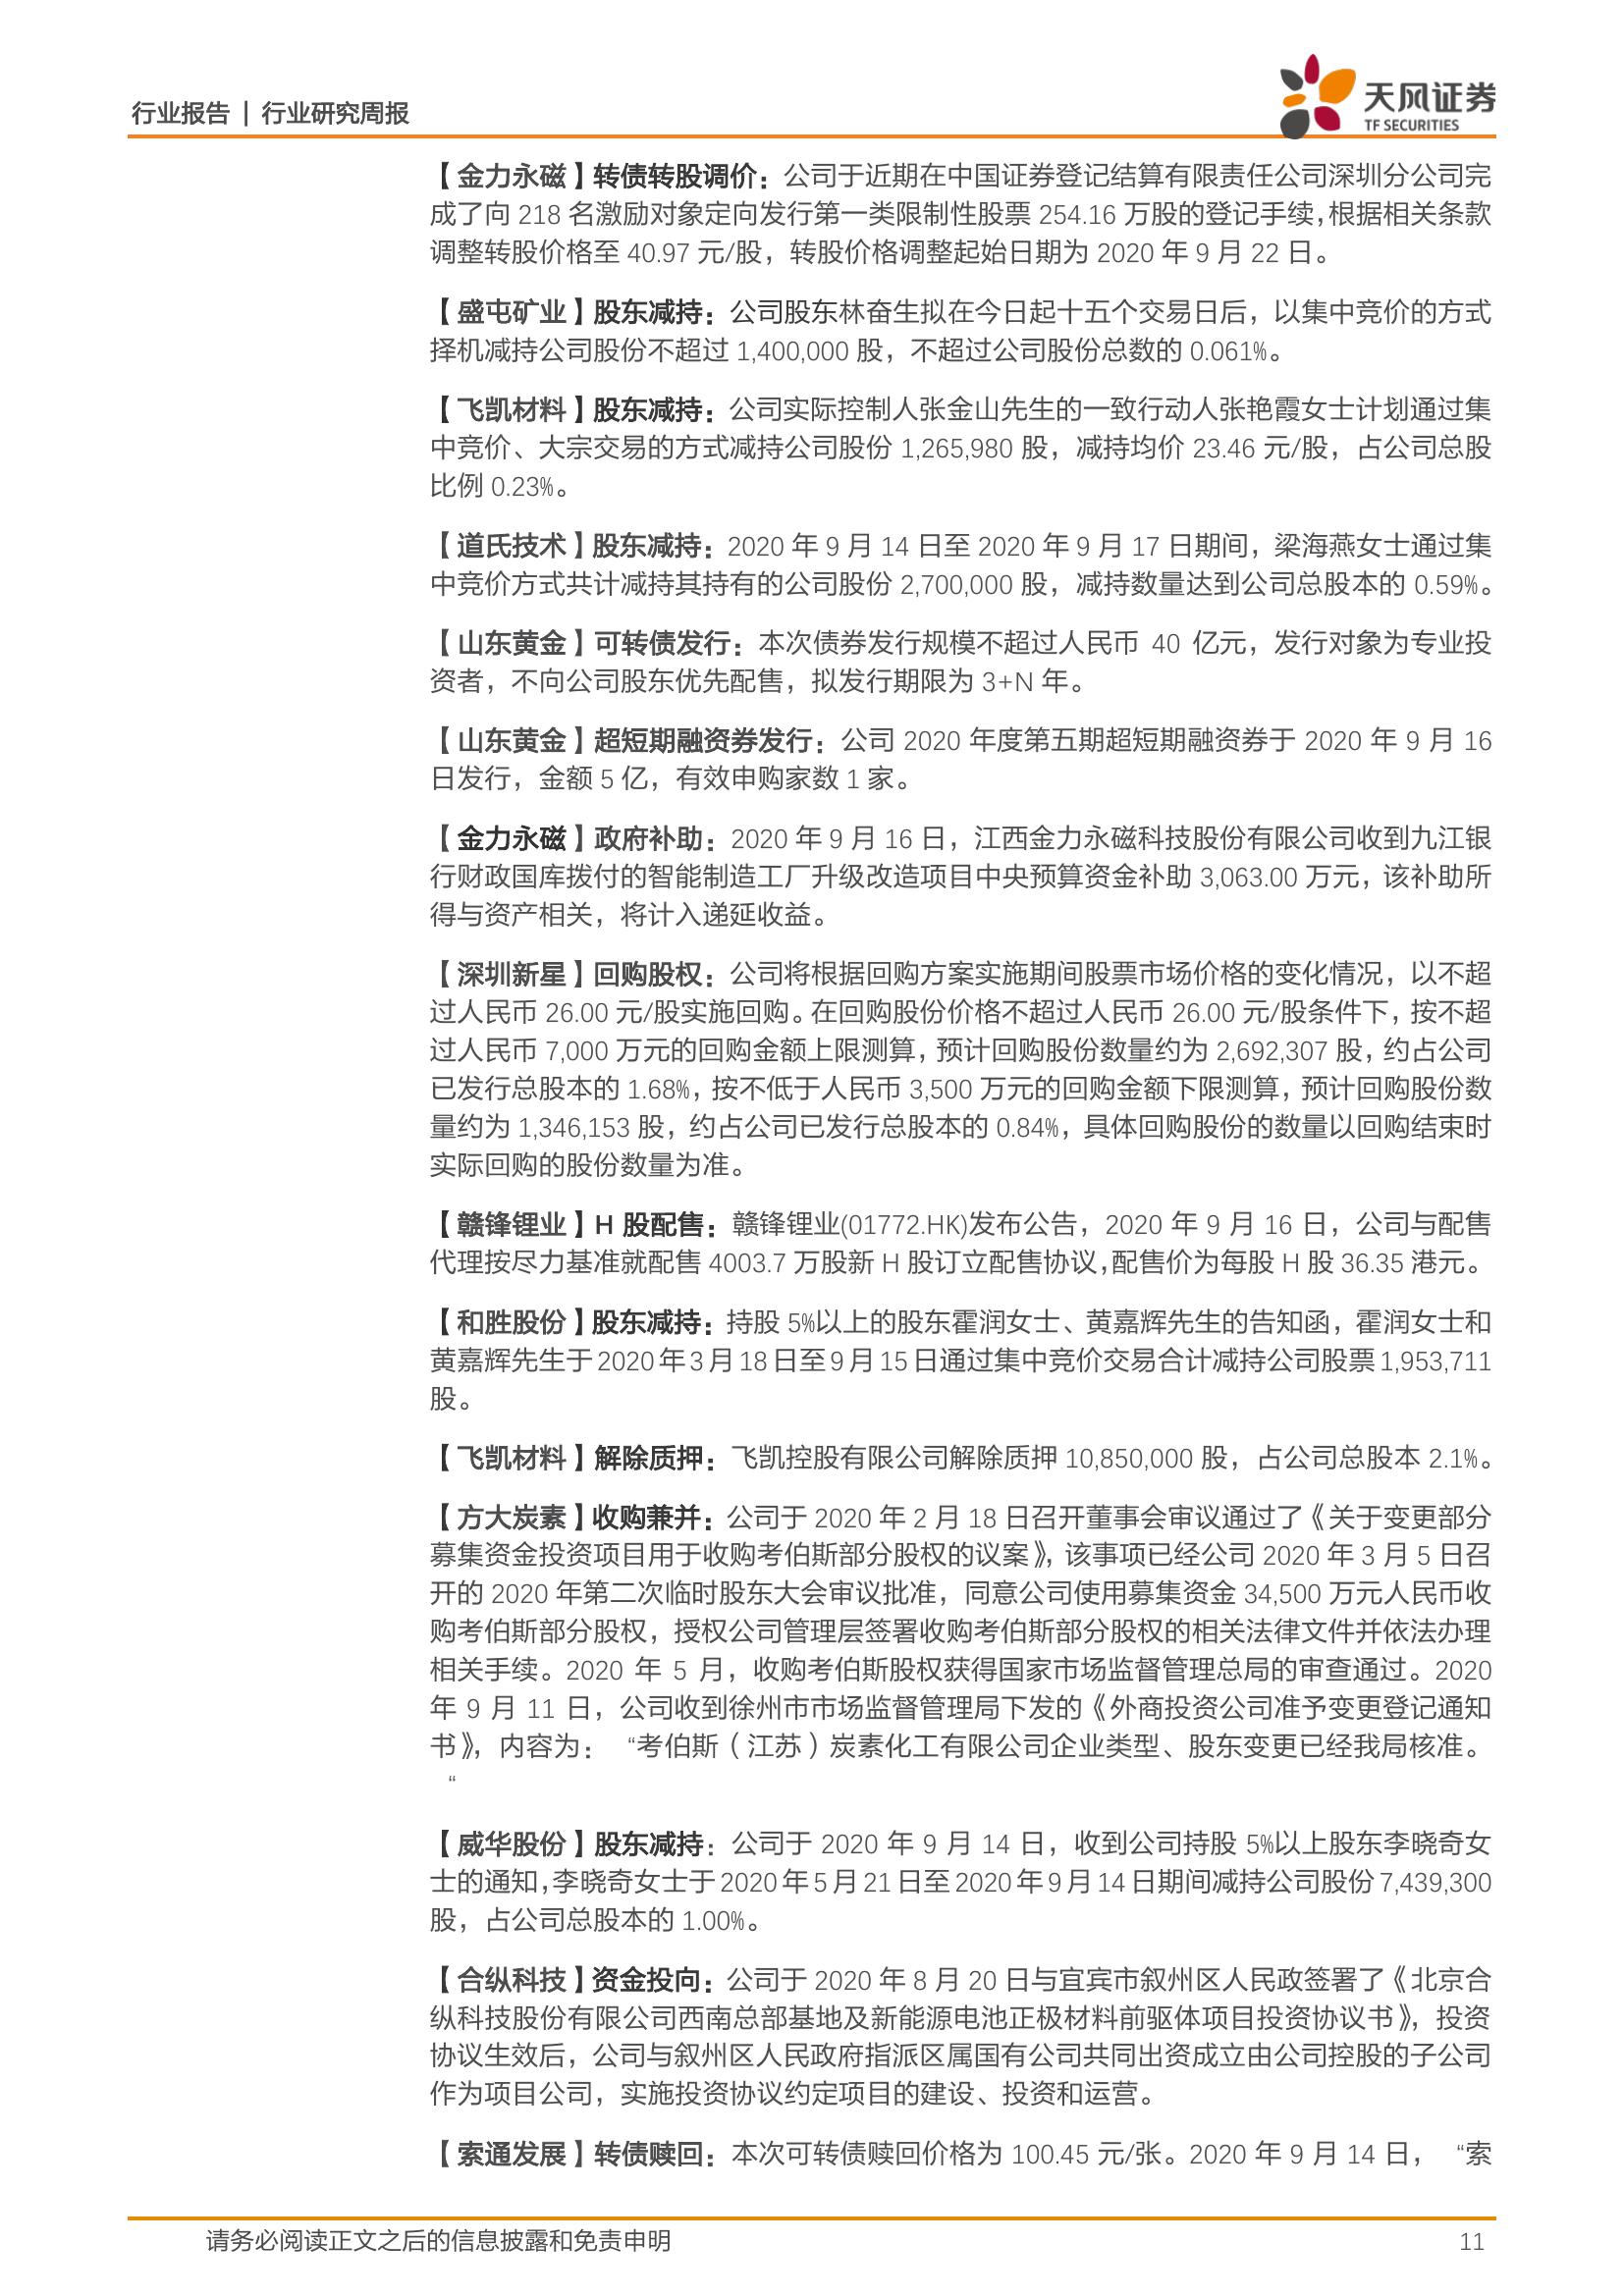 行业报告 | 行业研究周报
天风证券
TF SECURITIES
【金力永磁】转债转股调价：公司于近期在中国证券登记结算有限责任公司深圳分公司完
成了向 218 名激励对象定向发行第一类限制性股票 254.16 万股的登记手续，根据相关条款
调整转股价格至 40.97 元/股，转股价格调整起始日期为 2020 年 9 月 22 日。
【盛屯矿业】股东减持：公司股东林奋生拟在今日起十五个交易日后，以集中竞价的方式
择机减持公司股份不超过 1,400,000 股，不超过公司股份总数的 0.061%。
【飞凯材料】股东减持：公司实际控制人张金山先生的一致行动人张艳霞女士计划通过集
中竞价、大宗交易的方式减持公司股份 1,265,980 股，减持均价 23.46 元/股，占公司总股
比例 0.23%。
【道氏技术】股东减持：2020 年 9 月 14 日至 2020 年 9 月 17 日期间，梁海燕女士通过集
中竞价方式共计减持其持有的公司股份 2,700,000 股，减持数量达到公司总股本的 0.59%。
【山东黄金】可转债发行：本次债券发行规模不超过人民币 40 亿元，发行对象为专业投
资者，不向公司股东优先配售，拟发行期限为 3+N 年。
【山东黄金】超短期融资券发行：公司 2020 年度第五期超短期融资券于 2020 年 9 月 16
日发行，金额 5 亿，有效申购家数 1 家。
【金力永磁】政府补助：2020 年 9 月 16 日，江西金力永磁科技股份有限公司收到九江银
行财政国库拨付的智能制造工厂升级改造项目中央预算资金补助 3,063.00 万元，该补助所
得与资产相关，将计入递延收益。
【深圳新星】回购股权：公司将根据回购方案实施期间股票市场价格的变化情况，以不超
过人民币 26.00 元/股实施回购。在回购股份价格不超过人民币 26.00 元/股条件下，按不超
过人民币 7,000 万元的回购金额上限测算，预计回购股份数量约为 2,692,307 股，约占公司
已发行总股本的 1.68%，按不低于人民币 3,500 万元的回购金额下限测算，预计回购股份数
量约为 1,346,153 股，约占公司已发行总股本的 0.84%，具体回购股份的数量以回购结束时
实际回购的股份数量为准。
【赣锋锂业】H 股配售：赣锋锂业(01772.HK)发布公告，2020 年 9 月 16 日，公司与配售
代理按尽力基准就配售 4003.7 万股新 H 股订立配售协议，配售价为每股 H 股 36.35 港元。
【和胜股份】股东减持：持股 5%以上的股东霍润女士、黄嘉辉先生的告知函，霍润女士和
黄嘉辉先生于 2020 年 3 月 18 日至 9 月 15 日通过集中竞价交易合计减持公司股票 1,953,711
股。
【飞凯材料】解除质押：飞凯控股有限公司解除质押 10,850,000 股，占公司总股本 2.1%。
【方大炭素】收购兼并：公司于 2020 年 2 月 18 日召开董事会审议通过了《关于变更部分
募集资金投资项目用于收购考伯斯部分股权的议案》，该事项已经公司 2020 年 3 月 5 日召
开的 2020 年第二次临时股东大会审议批准，同意公司使用募集资金 34,500 万元人民币收
购考伯斯部分股权，授权公司管理层签署收购考伯斯部分股权的相关法律文件并依法办理
相关手续。2020 年 5 月，收购考伯斯股权获得国家市场监督管理总局的审查通过。2020
年 9 月 11 日，公司收到徐州市市场监督管理局下发的《外商投资公司准予变更登记通知
书》，内容为： “考伯斯（江苏）炭素化工有限公司企业类型、股东变更已经我局核准。
“
【威华股份】股东减持：公司于 2020 年 9 月 14 日，收到公司持股 5%以上股东李晓奇女
士的通知，李晓奇女士于 2020 年 5 月 21 日至 2020 年 9 月 14 日期间减持公司股份 7,439,300
股，占公司总股本的 1.00%。
【合纵科技】资金投向：公司于 2020 年 8 月 20 日与宜宾市叙州区人民政签署了《北京合
纵科技股份有限公司西南总部基地及新能源电池正极材料前驱体项目投资协议书》，投资
协议生效后，公司与叙州区人民政府指派区属国有公司共同出资成立由公司控股的子公司
作为项目公司，实施投资协议约定项目的建设、投资和运营。
【索通发展】转债赎回：本次可转债赎回价格为 100.45 元/张。2020 年 9 月 14 日， “索
请务必阅读正文之后的信息披露和免责申明
11